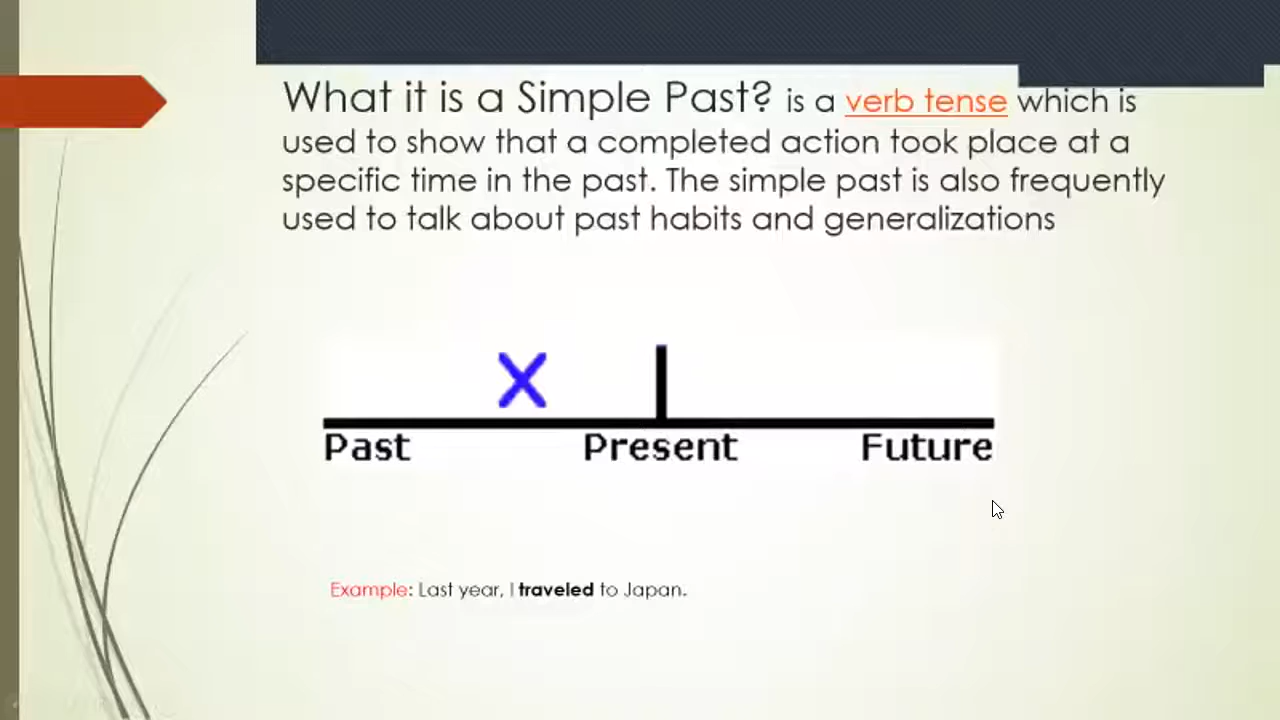 What it is a Simple Past? is a verb tense which is
used to show that a completed action took place at a
specific time in the past. The simple past is also frequently
used to talk about past habits and generalizations
X
Past Present Future
Example: Last year, I traveled to Japan.